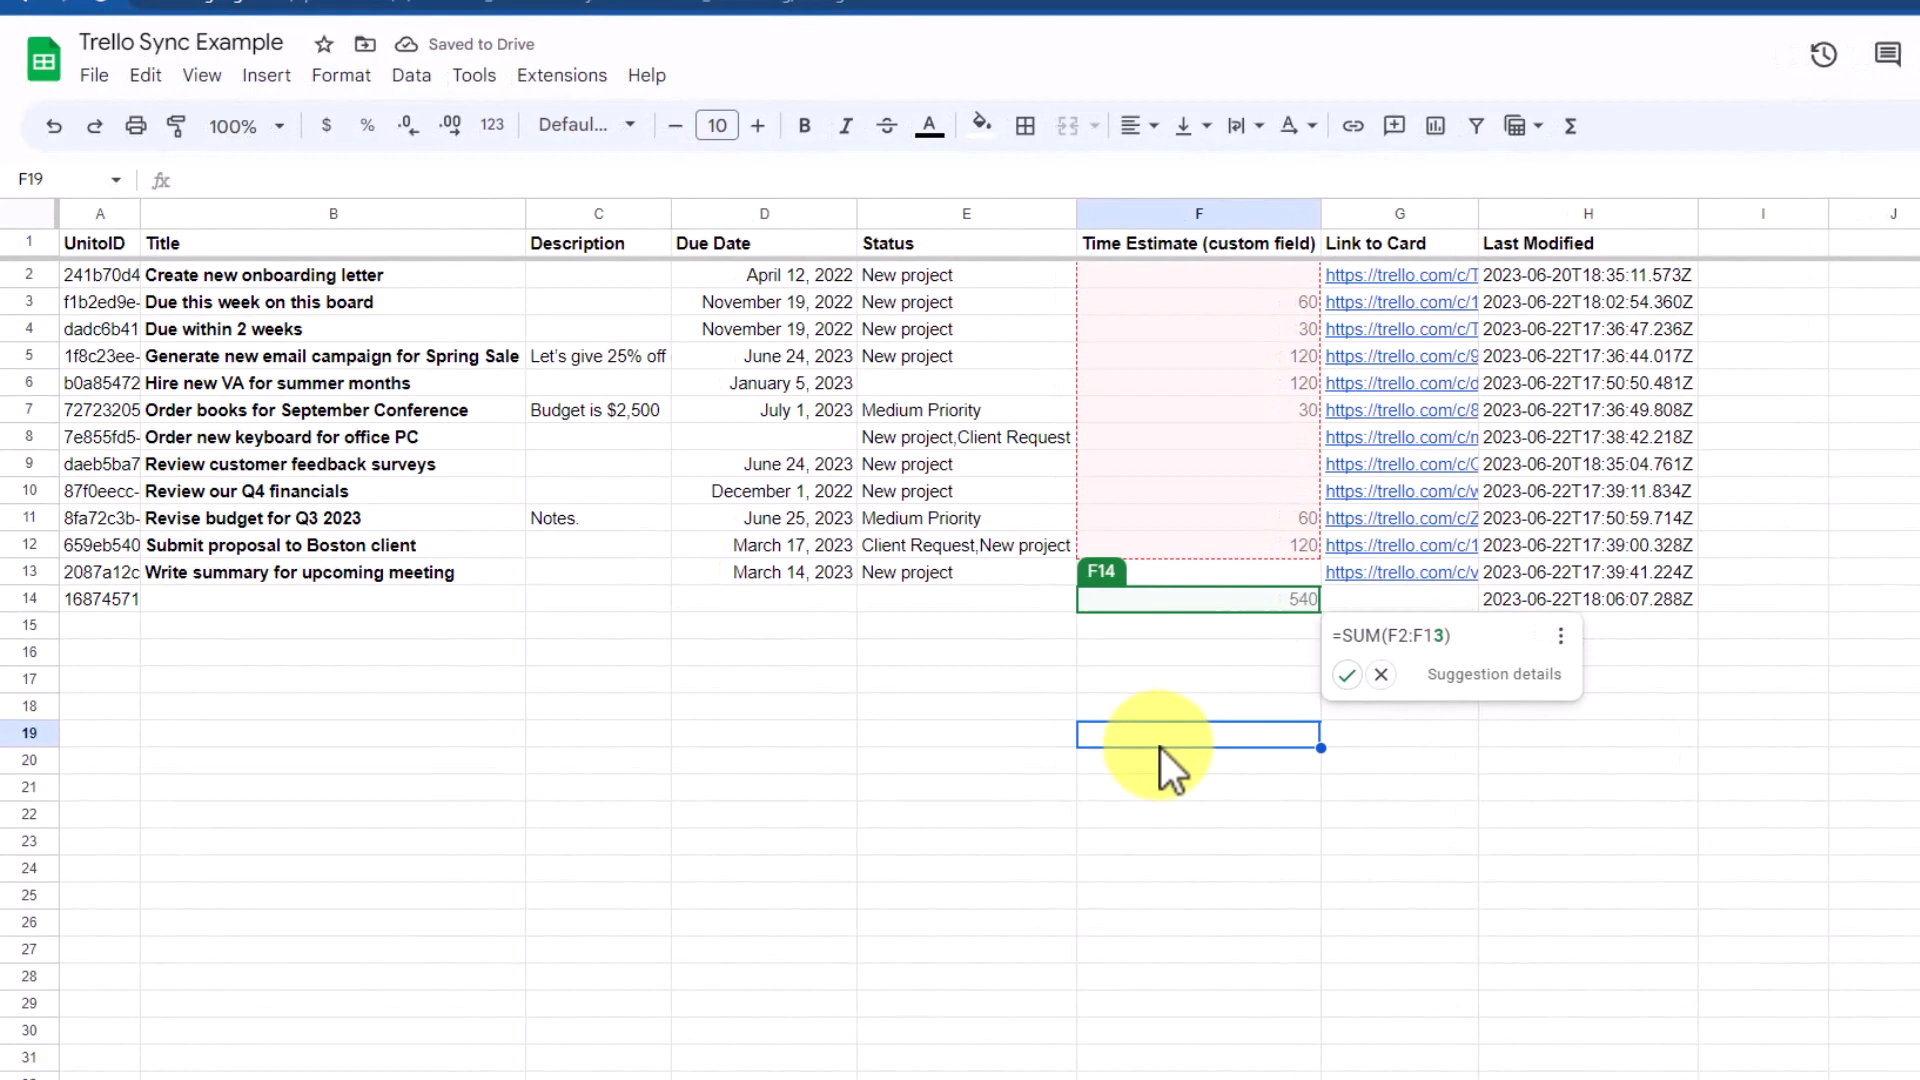 Trello Sync Example Saved to Drive
File Edit View Insert Format Data Tools Extensions Help
100% $ % .0 .00 123 Defaul... 10 B I S A Σ
F19 fx
A B C D E F G H I J
1 UnitoID Title Description Due Date Status Time Estimate (custom field) Link to Card Last Modified
2 241b70d4 Create new onboarding letter April 12, 2022 New project https://trello.com/c/T 2023-06-20T18:35:11.573Z
3 f1b2ed9e- Due this week on this board November 19, 2022 New project 60 https://trello.com/c/1 2023-06-22T18:02:54.360Z
4 dadc6b41 Due within 2 weeks November 19, 2022 New project 30 https://trello.com/c/T 2023-06-22T17:36:47.236Z
5 1f8c23ee- Generate new email campaign for Spring Sale Let's give 25% off June 24, 2023 New project 120 https://trello.com/c/9 2023-06-22T17:36:44.017Z
6 b0a85472 Hire new VA for summer months January 5, 2023 120 https://trello.com/c/d 2023-06-22T17:50:50.481Z
7 72723205 Order books for September Conference Budget is $2,500 July 1, 2023 Medium Priority 30 https://trello.com/c/8 2023-06-22T17:36:49.808Z
8 7e855fd5- Order new keyboard for office PC New project,Client Request https://trello.com/c/n 2023-06-22T17:38:42.218Z
9 daeb5ba7 Review customer feedback surveys June 24, 2023 New project https://trello.com/c/C 2023-06-20T18:35:04.761Z
10 87f0eecc- Review our Q4 financials December 1, 2022 New project https://trello.com/c/w 2023-06-22T17:39:11.834Z
11 8fa72c3b- Revise budget for Q3 2023 Notes. June 25, 2023 Medium Priority 60 https://trello.com/c/Z 2023-06-22T17:50:59.714Z
12 659eb540 Submit proposal to Boston client March 17, 2023 Client Request,New project 120 https://trello.com/c/1 2023-06-22T17:39:00.328Z
13 2087a12c Write summary for upcoming meeting March 14, 2023 New project F14 https://trello.com/c/v 2023-06-22T17:39:41.224Z
14 16874571 540 2023-06-22T18:06:07.288Z
15
=SUM(F2:F13)
16
17 Suggestion details
18
19
20
21
22
23
24
25
26
27
28
29
30
31